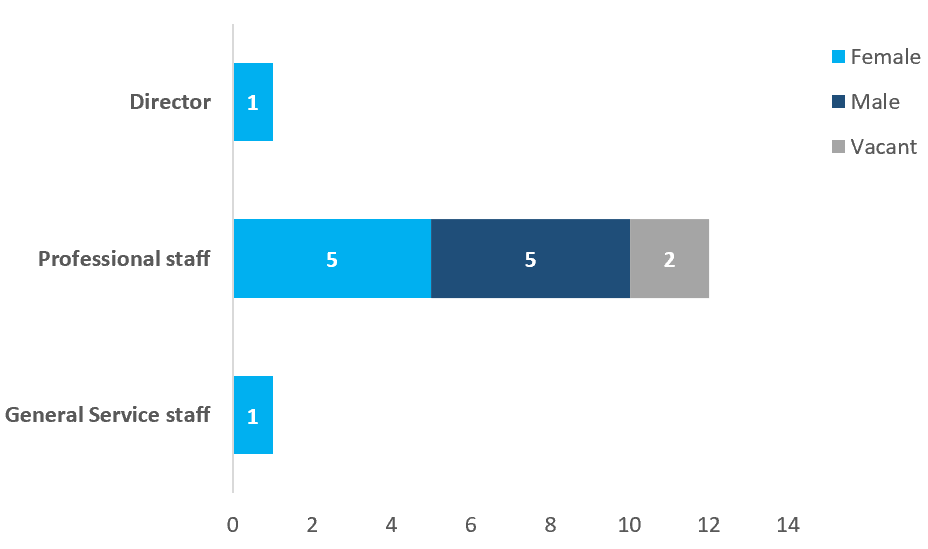 Female
Male
Vacant
Director
1
Professional staff
5 5 2
General Service staff
1
0 2 4 6 8 10 12 14